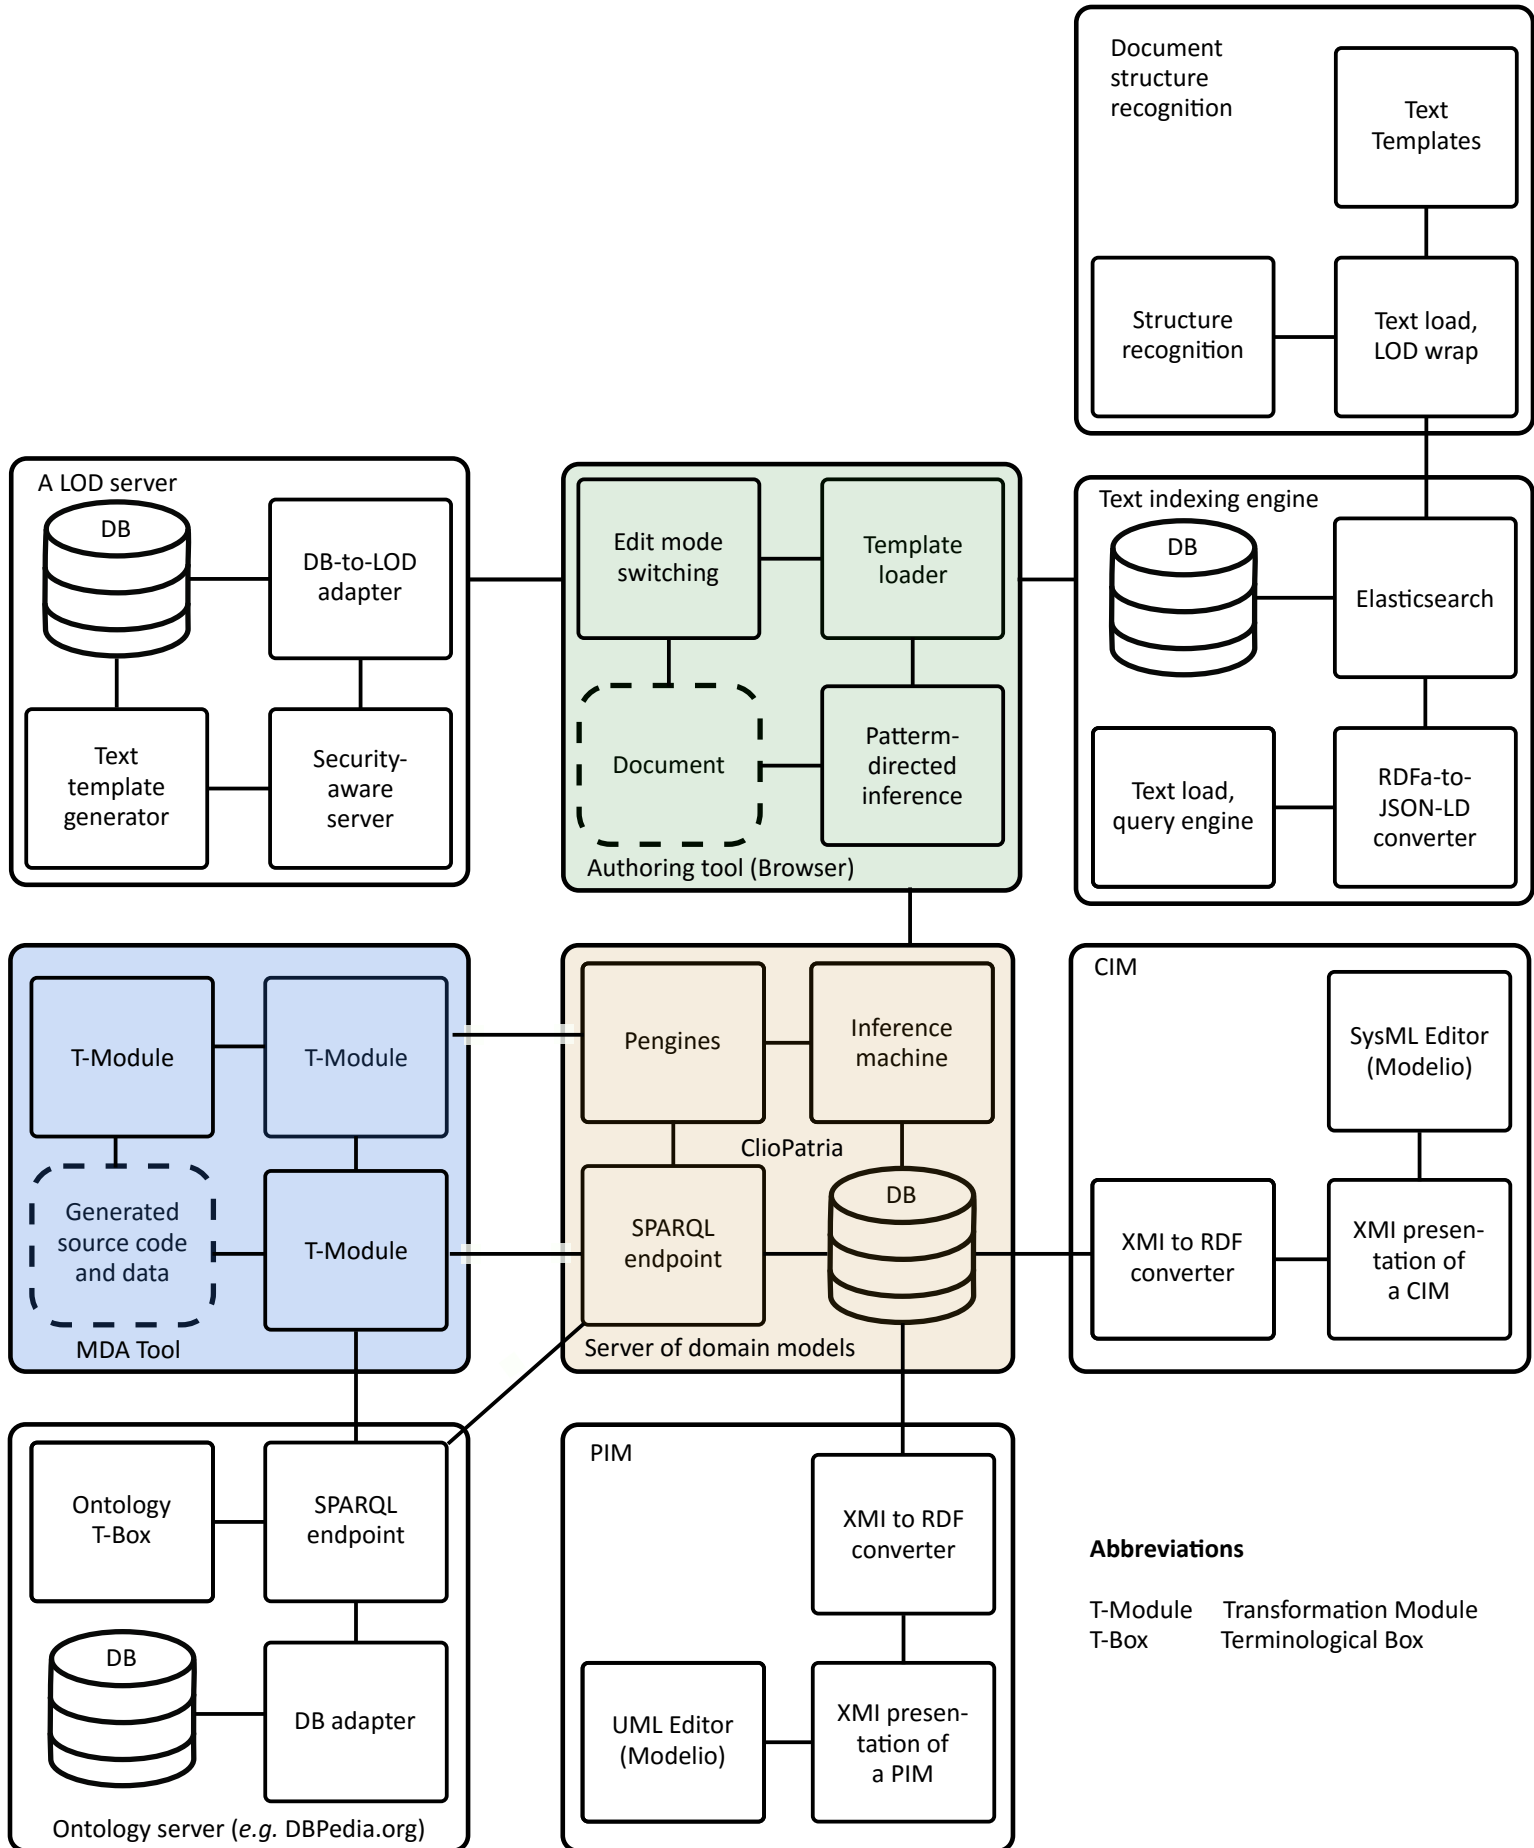 Document
structure
recognition
Text
Templates
Structure
recognition
Text load,
LOD wrap
A LOD server
DB
DB-to-LOD
adapter
Text
template
generator
Security-
aware
server
Edit mode
switching
Template
loader
Document
Patterm-
directed
inference
Authoring tool (Browser)
Text indexing engine
DB
Elasticsearch
Text load,
query engine
RDFa-to-
JSON-LD
converter
T-Module
T-Module
Generated
source code
and data
T-Module
MDA Tool
Pengines
Inference
machine
ClioPatria
SPARQL
endpoint
DB
Server of domain models
CIM
SysML Editor
(Modelio)
XMI to RDF
converter
XMI presen-
tation of
a CIM
Ontology
T-Box
SPARQL
endpoint
DB
DB adapter
Ontology server (e.g. DBPedia.org)
PIM
XMI to RDF
converter
UML Editor
(Modelio)
XMI presen-
tation of
a PIM
Abbreviations
T-Module Transformation Module
T-Box Terminological Box